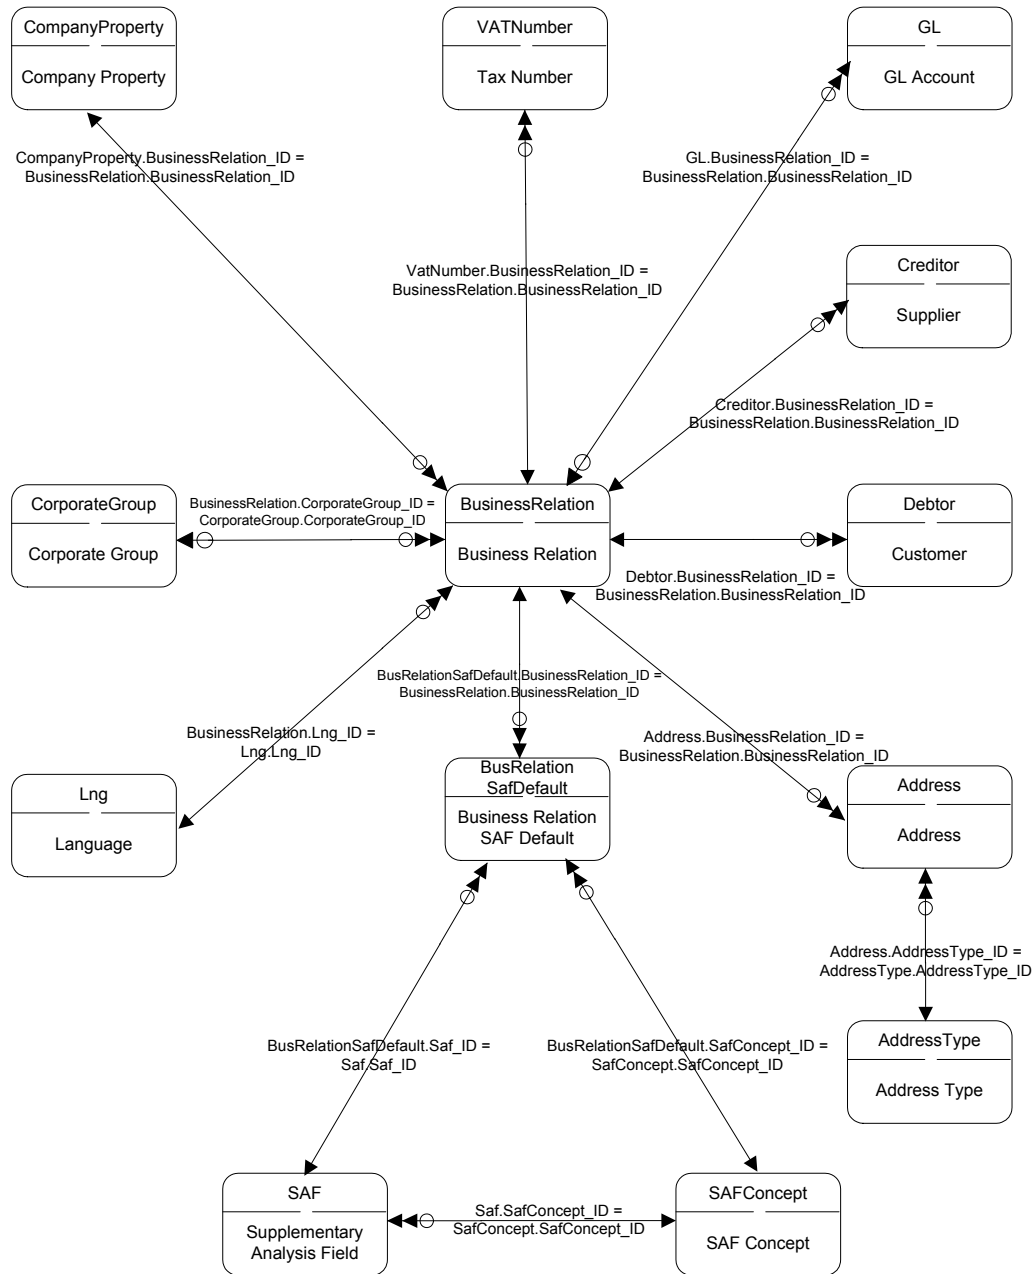 CompanyProperty
Company Property
VATNumber
Tax Number
GL
GL Account
CompanyProperty.BusinessRelation_ID =
BusinessRelation.BusinessRelation_ID
GL.BusinessRelation_ID =
BusinessRelation.BusinessRelation_ID
VatNumber.BusinessRelation_ID =
BusinessRelation.BusinessRelation_ID
Creditor
Supplier
Creditor.BusinessRelation_ID =
BusinessRelation.BusinessRelation_ID
CorporateGroup
Corporate Group
BusinessRelation.CorporateGroup_ID =
CorporateGroup.CorporateGroup_ID
BusinessRelation
Business Relation
Debtor
Customer
Debtor.BusinessRelation_ID =
BusinessRelation.BusinessRelation_ID
BusRelationSafDefault.BusinessRelation_ID =
BusinessRelation.BusinessRelation_ID
BusinessRelation.Lng_ID =
Lng.Lng_ID
Address.BusinessRelation_ID =
BusinessRelation.BusinessRelation_ID
Lng
Language
BusRelation
SafDefault
Business Relation
SAF Default
Address
Address
Address.AddressType_ID =
AddressType.AddressType_ID
BusRelationSafDefault.Saf_ID =
Saf.Saf_ID
BusRelationSafDefault.SafConcept_ID =
SafConcept.SafConcept_ID
AddressType
Address Type
SAF
Supplementary
Analysis Field
Saf.SafConcept_ID =
SafConcept.SafConcept_ID
SAFConcept
SAF Concept